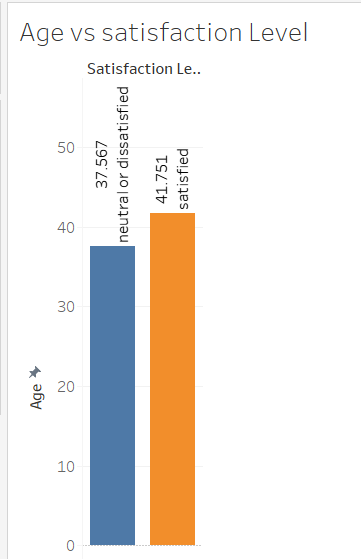 Age vs satisfaction Level
Satisfaction Le..
50
40
30
20
10
0
Age
37.567
neutral or dissatisfied
41.751
satisfied